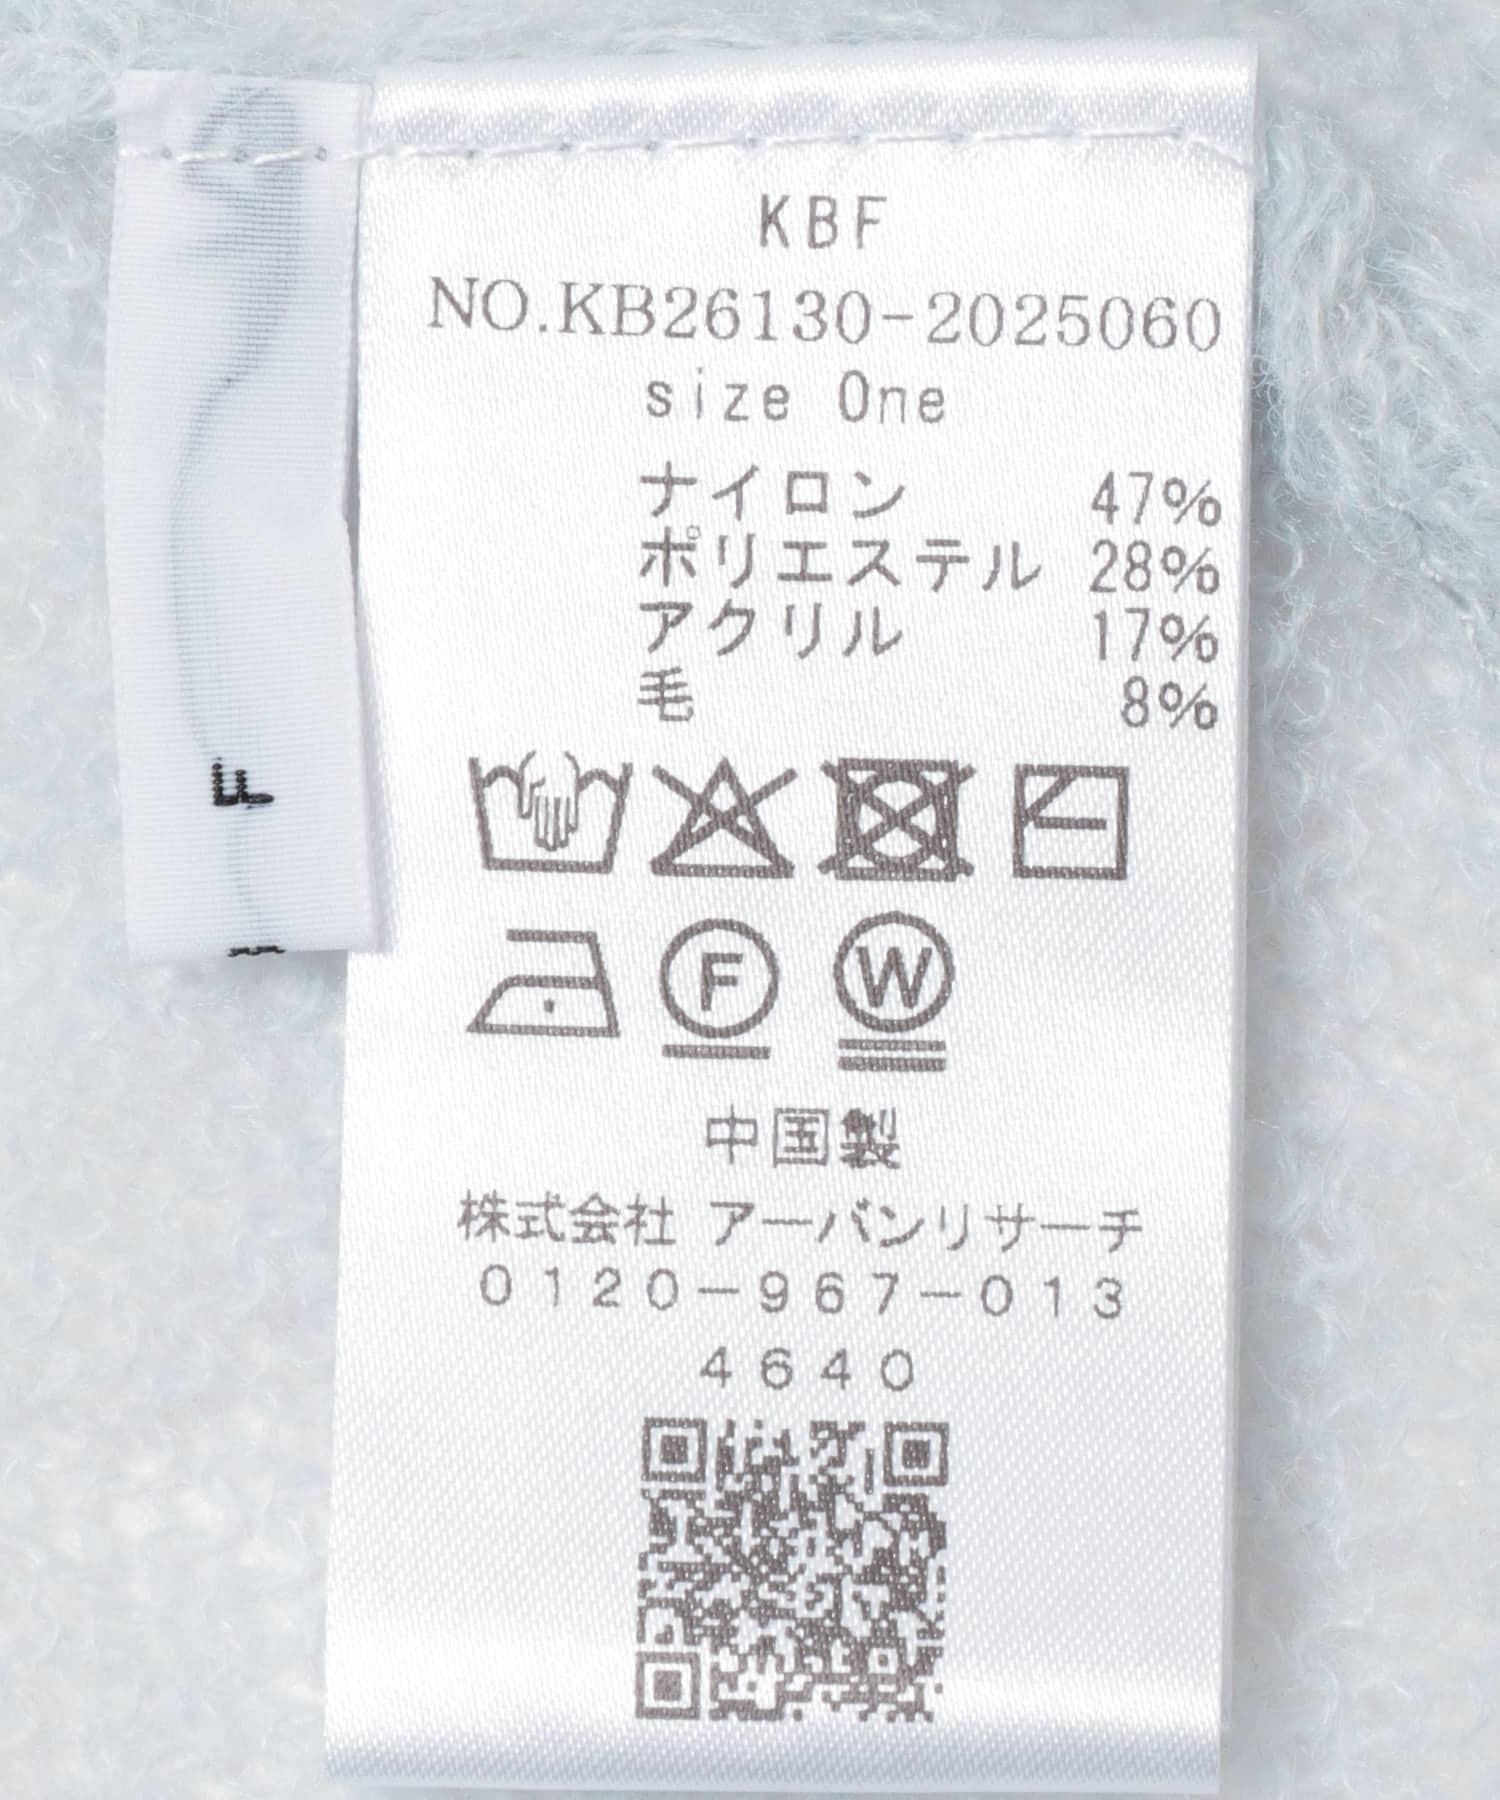 KBF
NO.KB26130-2025060
size One
ナイロン 47%
ポリエステル 28%
アクリル 17%
毛 8%
F
W
中国製
株式会社 アーバンリサーチ
0120-967-013
4640
F